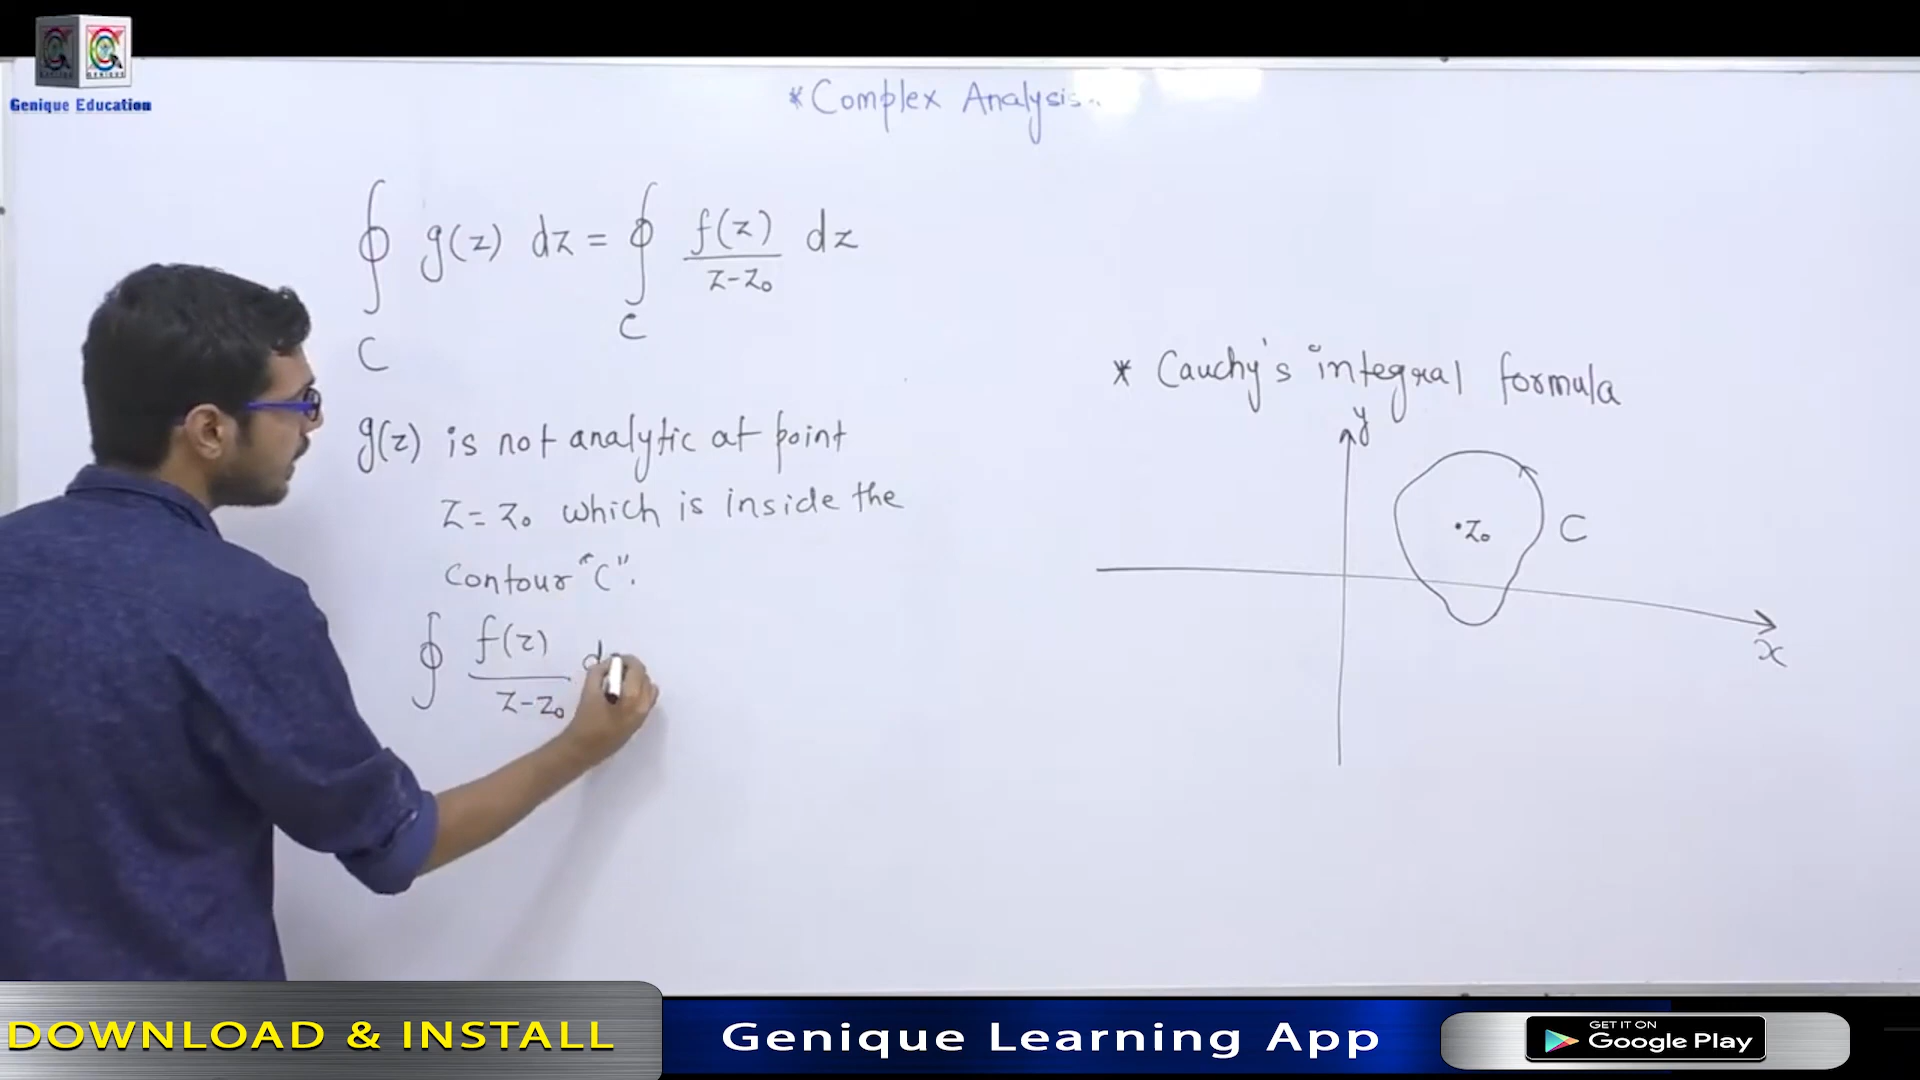 Genique Education
*Complex Analysis..
∮ g(z) dz = ∮ f(z)/z-z₀ dz
C C
g(z) is not analytic at point
z = z₀ which is inside the
contour "C".
∮ f(z)/z-z₀ d
* Cauchy's integral formula
y
•z₀ C
x
DOWNLOAD & INSTALL
Genique Learning App
GET IT ON
Google Play